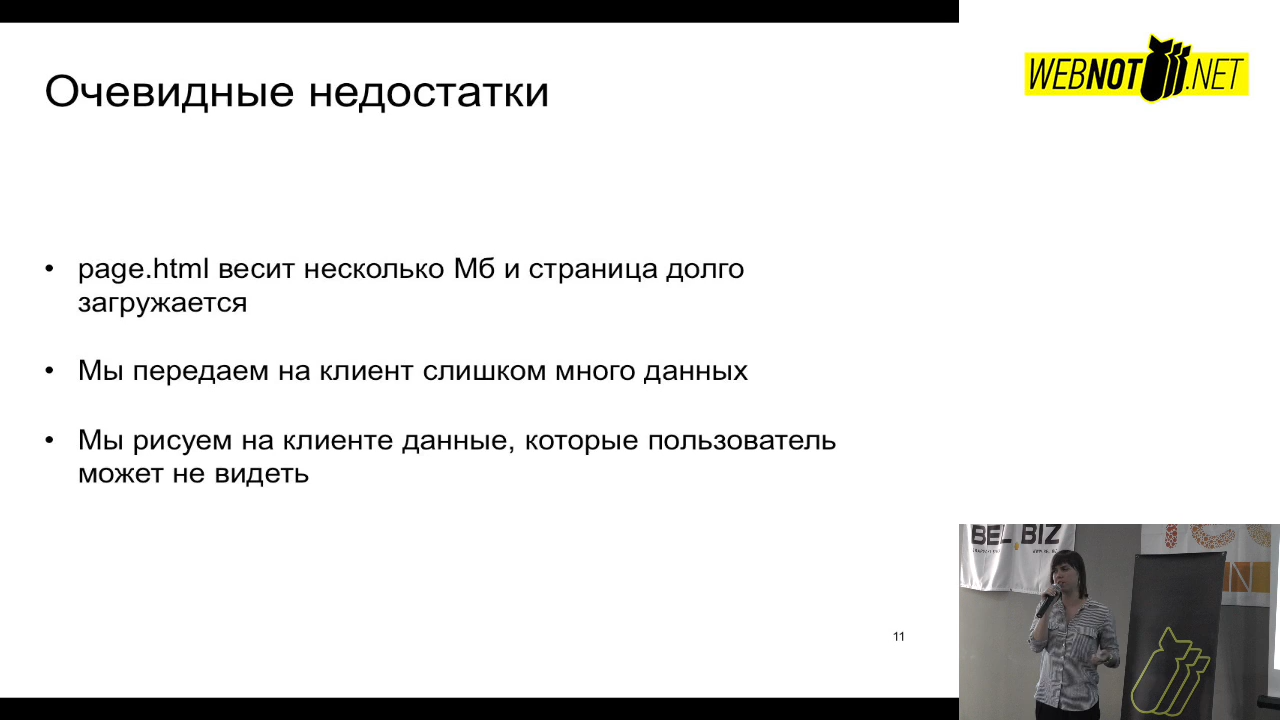 Очевидные недостатки
WEBNOT.NET
• page.html весит несколько Мб и страница долго
загружается
• Мы передаем на клиент слишком много данных
• Мы рисуем на клиенте данные, которые пользователь
может не видеть
11
BEL.BIZ